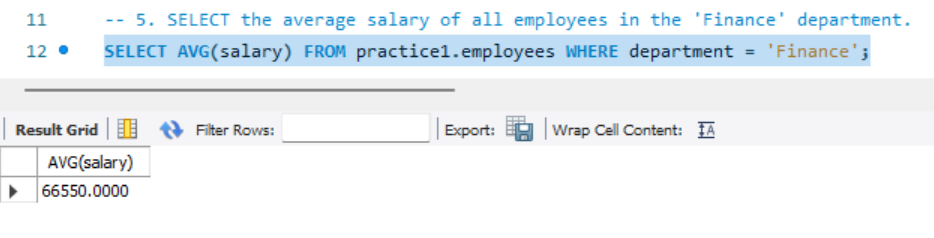 11 -- 5. SELECT the average salary of all employees in the 'Finance' department.
12 SELECT AVG(salary) FROM practice1.employees WHERE department = 'Finance';
Result Grid Filter Rows: Export: Wrap Cell Content: IA
AVG(salary)
66550.0000